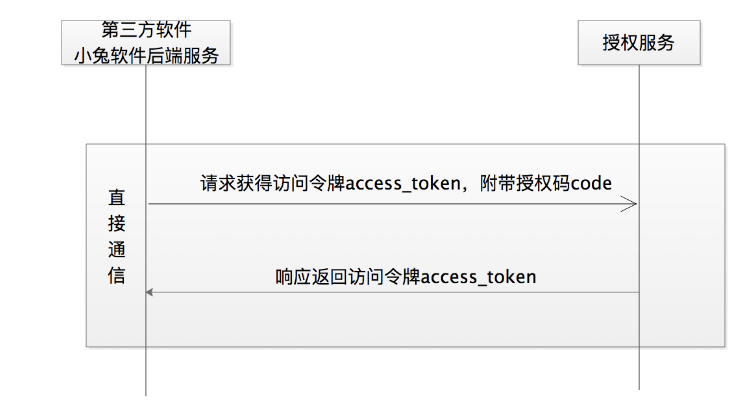 第三方软件
小兔软件后端服务
授权服务
直接通信
请求获得访问令牌access_token，附带授权码code
响应返回访问令牌access_token